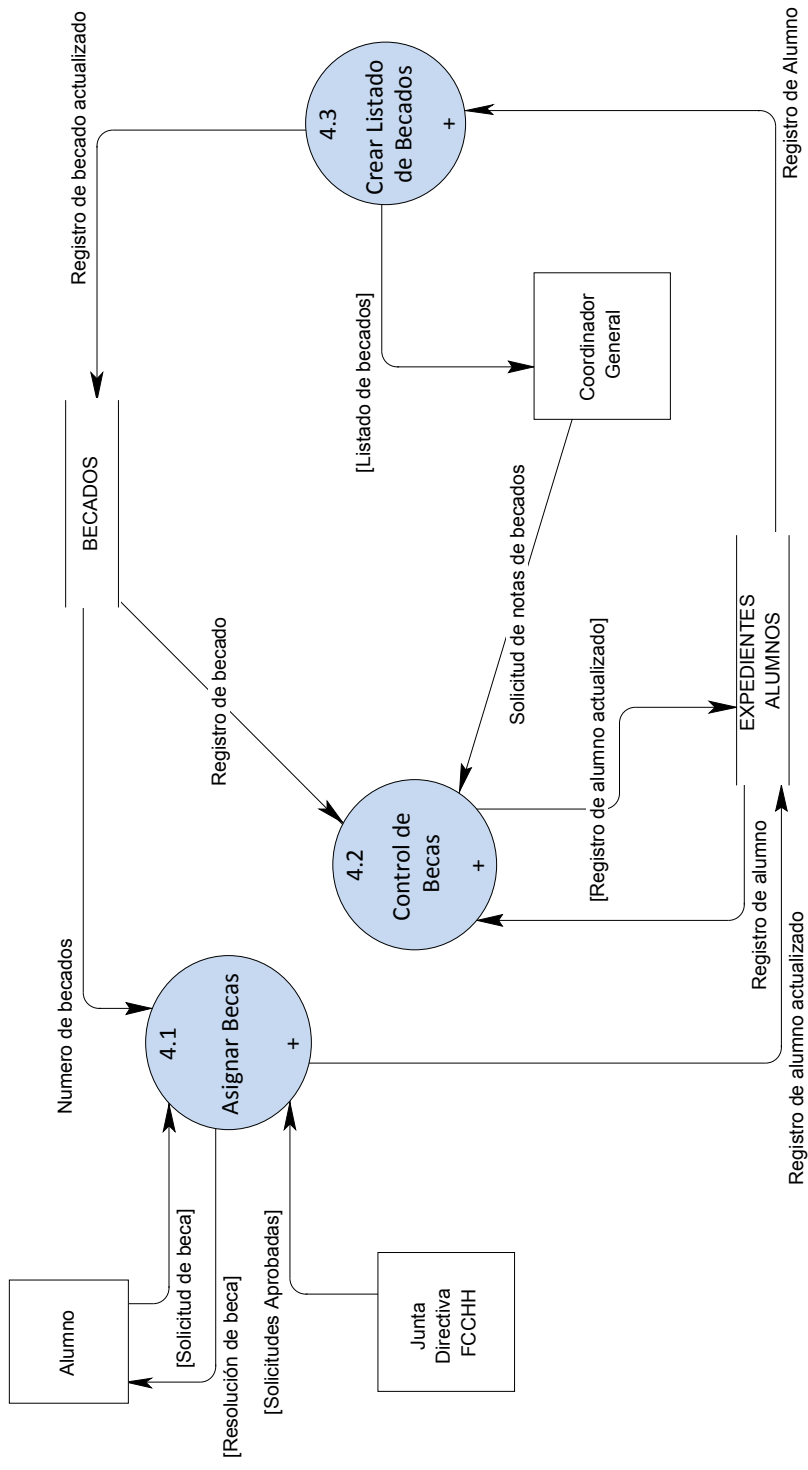 Alumno
[Solicitud de beca]
[Resolución de beca]
[Solicitudes Aprobadas]
Junta
Directiva
FCCHH
Numero de becados
4.1
Asignar Becas
+
Registro de alumno actualizado
BECADOS
Registro de becado
4.2
Control de
Becas
+
Solicitud de notas de becados
[Registro de alumno actualizado]
Registro de alumno
EXPEDIENTES
ALUMNOS
Registro de becado actualizado
4.3
Crear Listado
de Becados
+
[Listado de becados]
Coordinador
General
Registro de Alumno